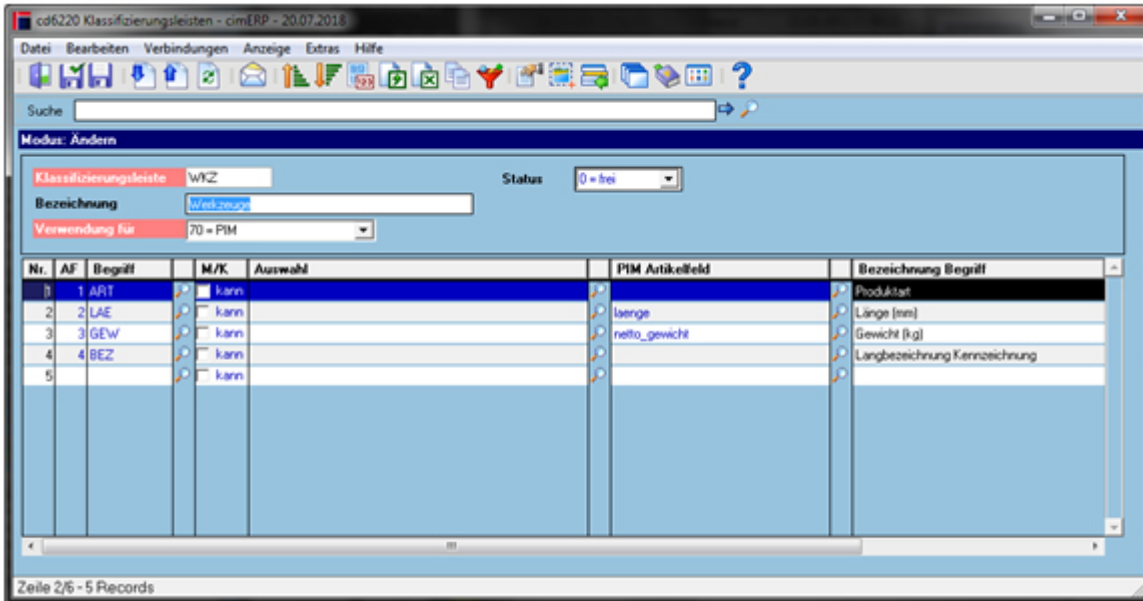 cd6220 Klassifizierungsleisten - cimERP - 20.07.2018
Datei Bearbeiten Verbindungen Anzeige Extras Hilfe
Suche
Modus: Ändern
Klassifizierungsleiste WKZ Status 0 = frei
Bezeichnung Werkzeuge
Verwendung für 70 = PIM
Nr. AF Begriff M/K Auswahl PIM Artikelfeld Bezeichnung Begriff
1 1 ART kann Produktart
2 2 LAE kann laenge Länge (mm)
3 3 GEW kann netto_gewicht Gewicht (kg)
4 4 BEZ kann Langbezeichnung Kennzeichnung
5 kann
Zeile 2/6 - 5 Records